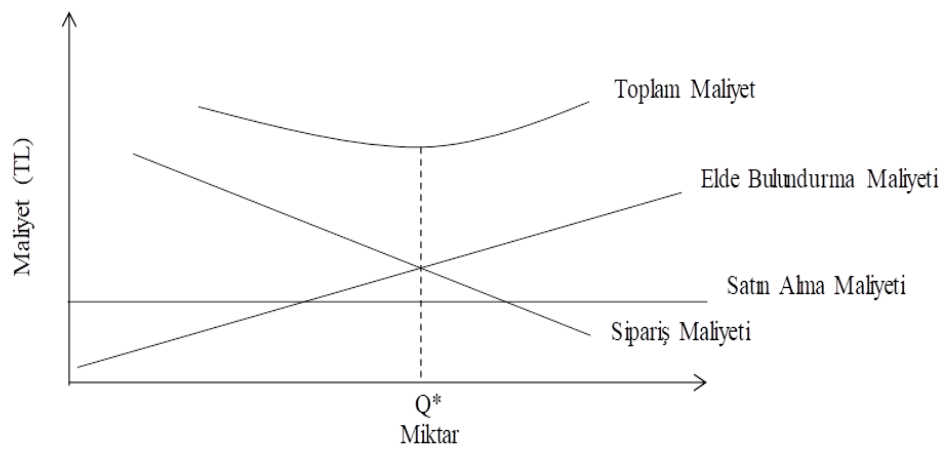 Toplam Maliyet
Elde Bulundurma Maliyeti
Maliyet (TL)
Satın Alma Maliyeti
Sipariş Maliyeti
Q*
Miktar